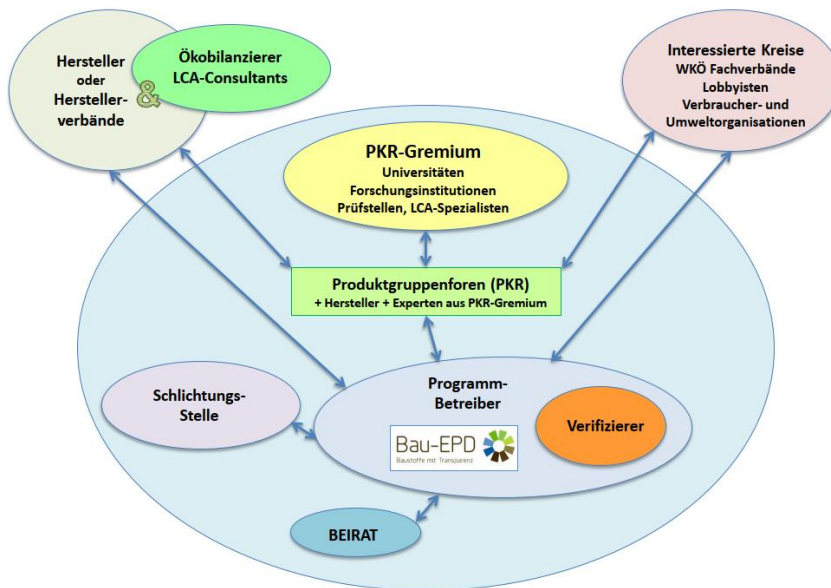 Hersteller
oder
Hersteller-
verbände
&
Ökobilanzierer
LCA-Consultants
Interessierte Kreise
WKÖ Fachverbände
Lobbyisten
Verbraucher- und
Umweltorganisationen
PKR-Gremium
Universitäten
Forschungsinstitutionen
Prüfstellen, LCA-Spezialisten
Produktgruppenforen (PKR)
+ Hersteller + Experten aus PKR-Gremium
Schlichtungs-
Stelle
Programm-
Betreiber
Bau-EPD
Baustoffe mit Transparenz
Verifizierer
BEIRAT